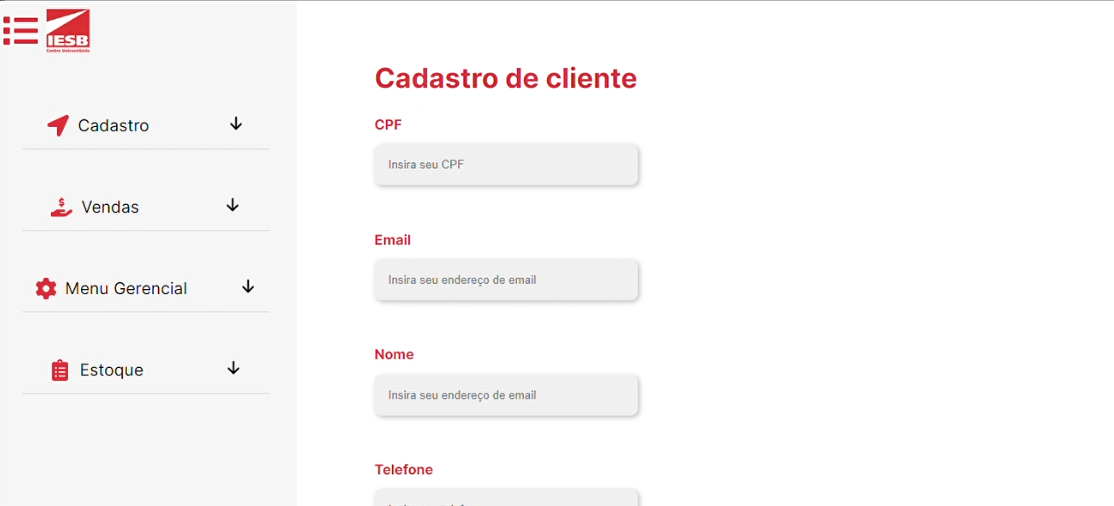 IESB
Centro Universitário
Cadastro
Vendas
Menu Gerencial
Estoque
Cadastro de cliente
CPF
Insira seu CPF
Email
Insira seu endereço de email
Nome
Insira seu endereço de email
Telefone